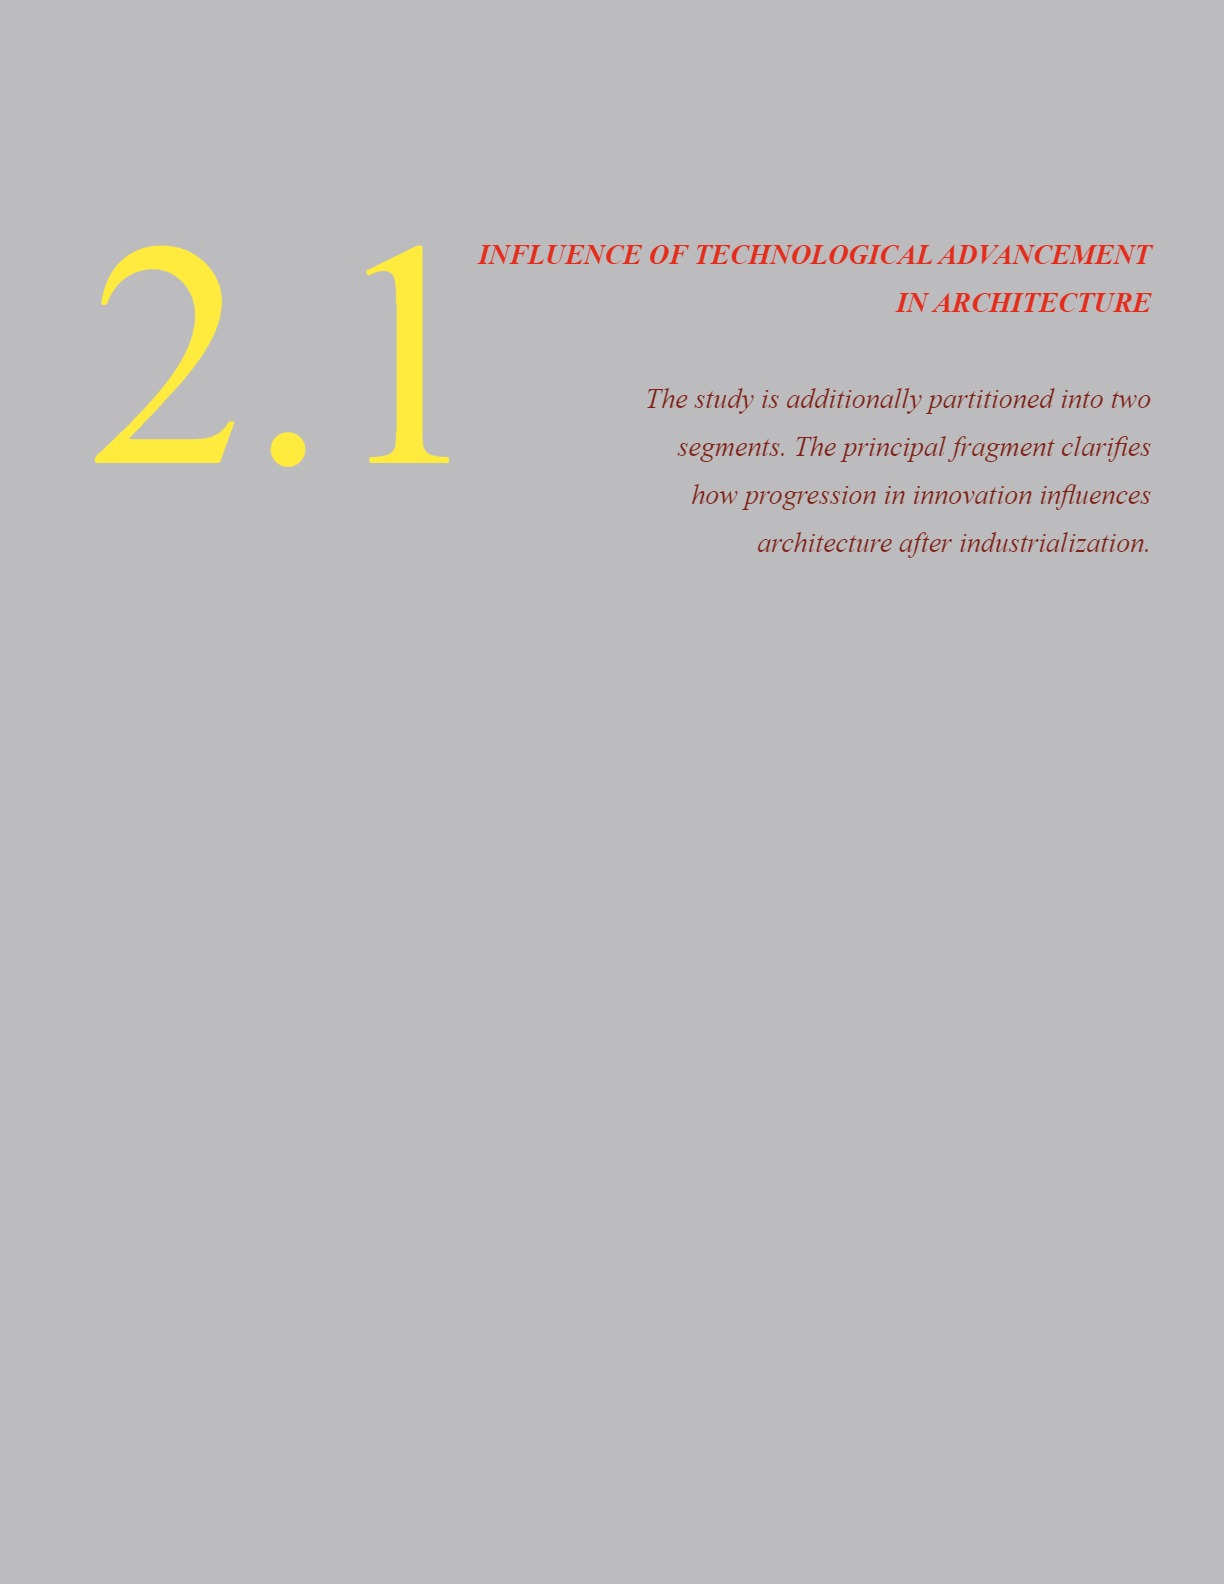 2.1
INFLUENCE OF TECHNOLOGICAL ADVANCEMENT
IN ARCHITECTURE
The study is additionally partitioned into two
segments. The principal fragment clarifies
how progression in innovation influences
architecture after industrialization.